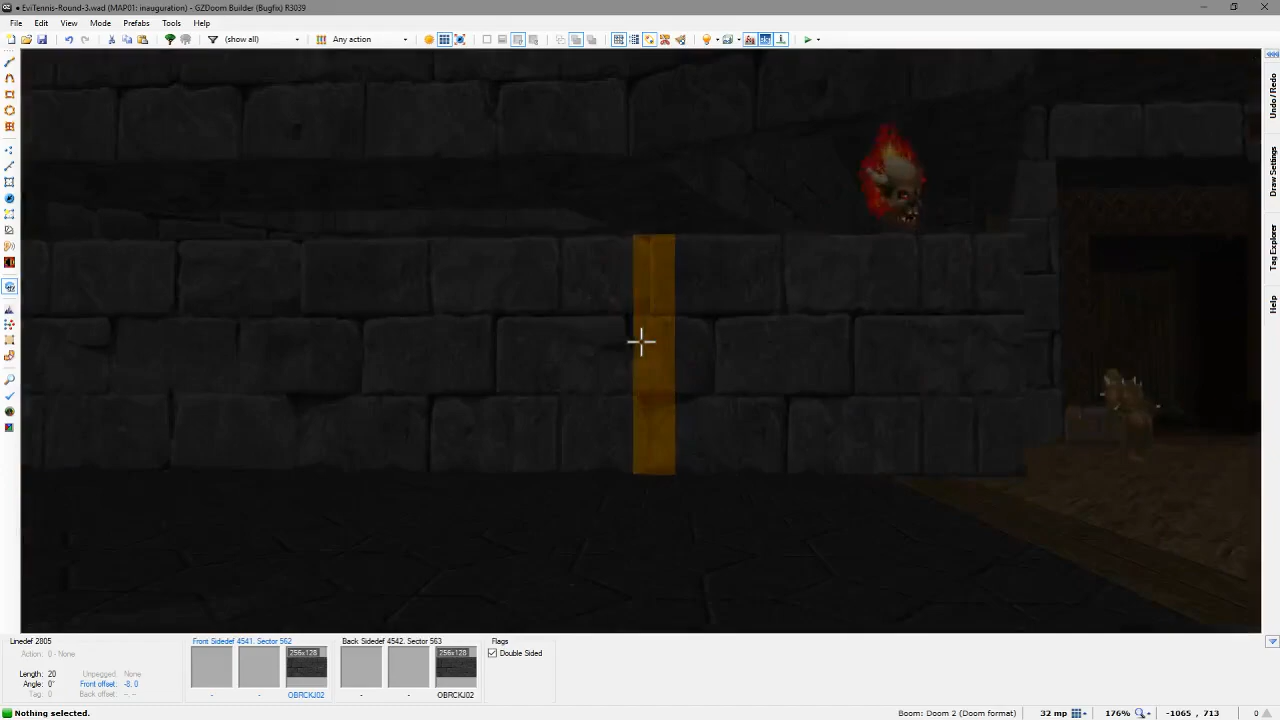 EviTennis-Round-3.wad (MAP01: inauguration) - GZDoom Builder (Bugfix) R3039
File Edit View Mode Prefabs Tools Help
(show all) Any action
Undo / Redo
Draw Settings
Tag Explorer
Help
Linedef 2805
Action: 0 - None
Length: 20 Unpegged: None
Angle: 0° Front offset: -8, 0
Tag: 0 Back offset: --, --
Front Sidedef 4541. Sector 562
256x128
- - OBRCKJ02
Back Sidedef 4542. Sector 563
256x128
- - OBRCKJ02
Flags
Double Sided
Nothing selected. Boom: Doom 2 (Doom format) 32 mp 176% -1065 , 713 0